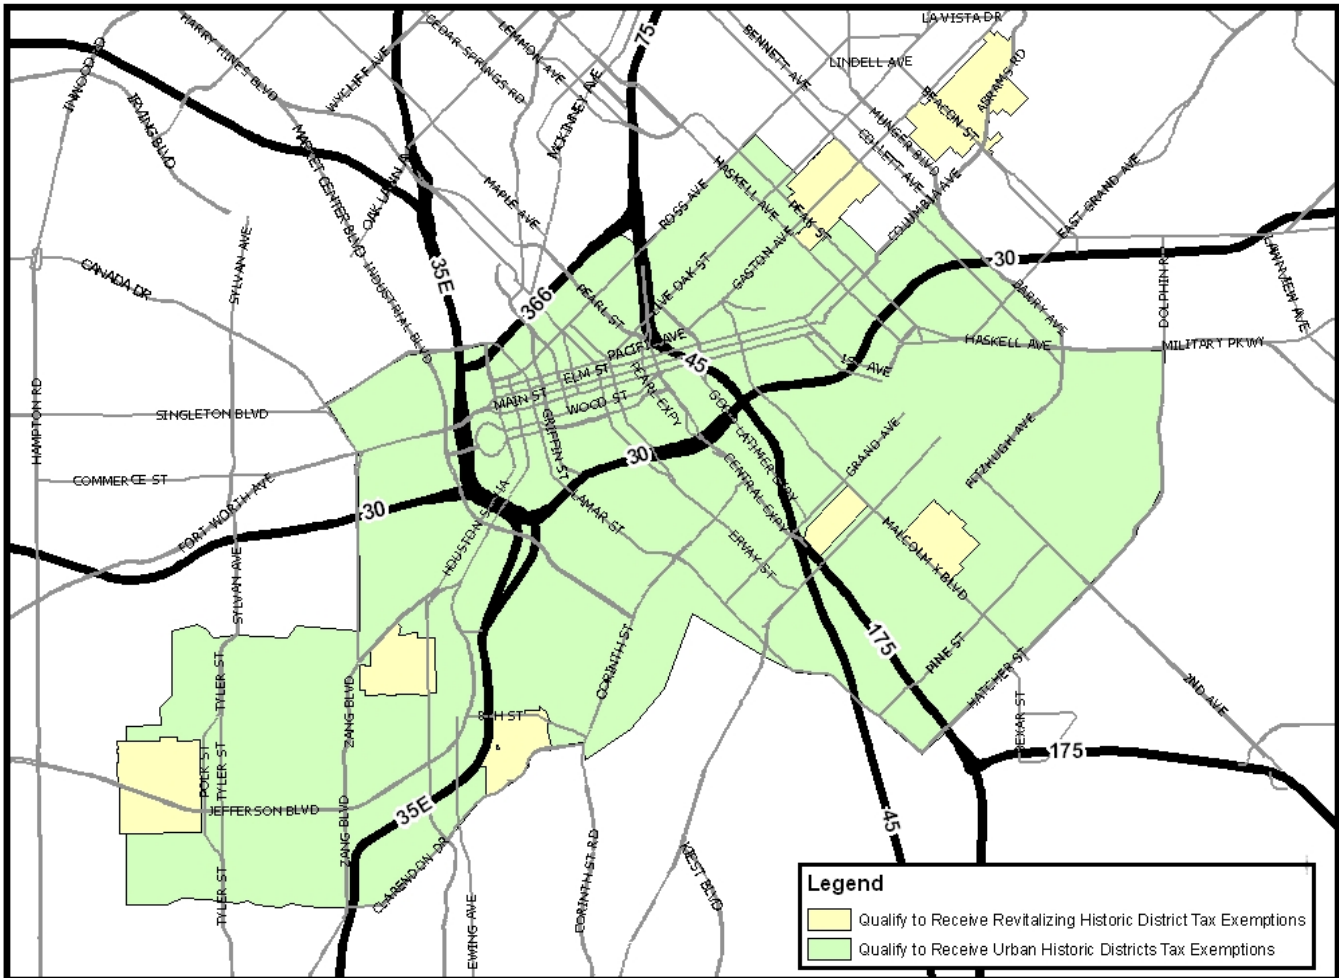 LA VISTA DR
HARRY HINES BLVD
CEDAR SPRINGS RD
LEMMON AVE
75
BENNETT AVE
LINDELL AVE
INWOOD RD
WYCLIFF AVE
MCKINNEY AVE
ABRAMS RD
BEACON ST
IRVING BLVD
MUNGER BLVD
COLLETT AVE
MARKET CENTER BLVD
OAK LAWN A
MAPLE AVE
HASKELL AVE
ROSS AVE
PEAK ST
COLUMBIA AVE
EAST GRAND AVE
SYLVAN AVE
CANADA DR
35E
INDUSTRIAL BLVD
366
PEARL ST
LIVE OAK ST
GASTON AVE
30
BARRY AVE
DOLPHIN RD
LAWNVIEW AVE
PACIFIC AVE
HASKELL AVE
MILITARY PKWY
45
1ST AVE
ELM ST
MAIN ST
WOOD ST
PEARL EXPY
HAMPTON RD
SINGLETON BLVD
GRIFFIN ST
GOOD LATIMER EXPY
GRAND AVE
FITZHUGH AVE
30
CENTRAL EXPY
COMMERCE ST
FORT WORTH AVE
30
HOUSTON ST
LAMAR ST
ERVAY ST
MALCOLM X BLVD
SYLVAN AVE
175
PINE ST
CORINTH ST
HATCHER ST
TYLER ST
ZANG BLVD
8TH ST
BEXAR ST
2ND AVE
175
POLK ST
TYLER ST
JEFFERSON BLVD
35E
ZANG BLVD
45
CLARENDON DR
TYLER ST
EWING AVE
CORINTH ST RD
KIEST BLVD
Legend
Qualify to Receive Revitalizing Historic District Tax Exemptions
Qualify to Receive Urban Historic Districts Tax Exemptions